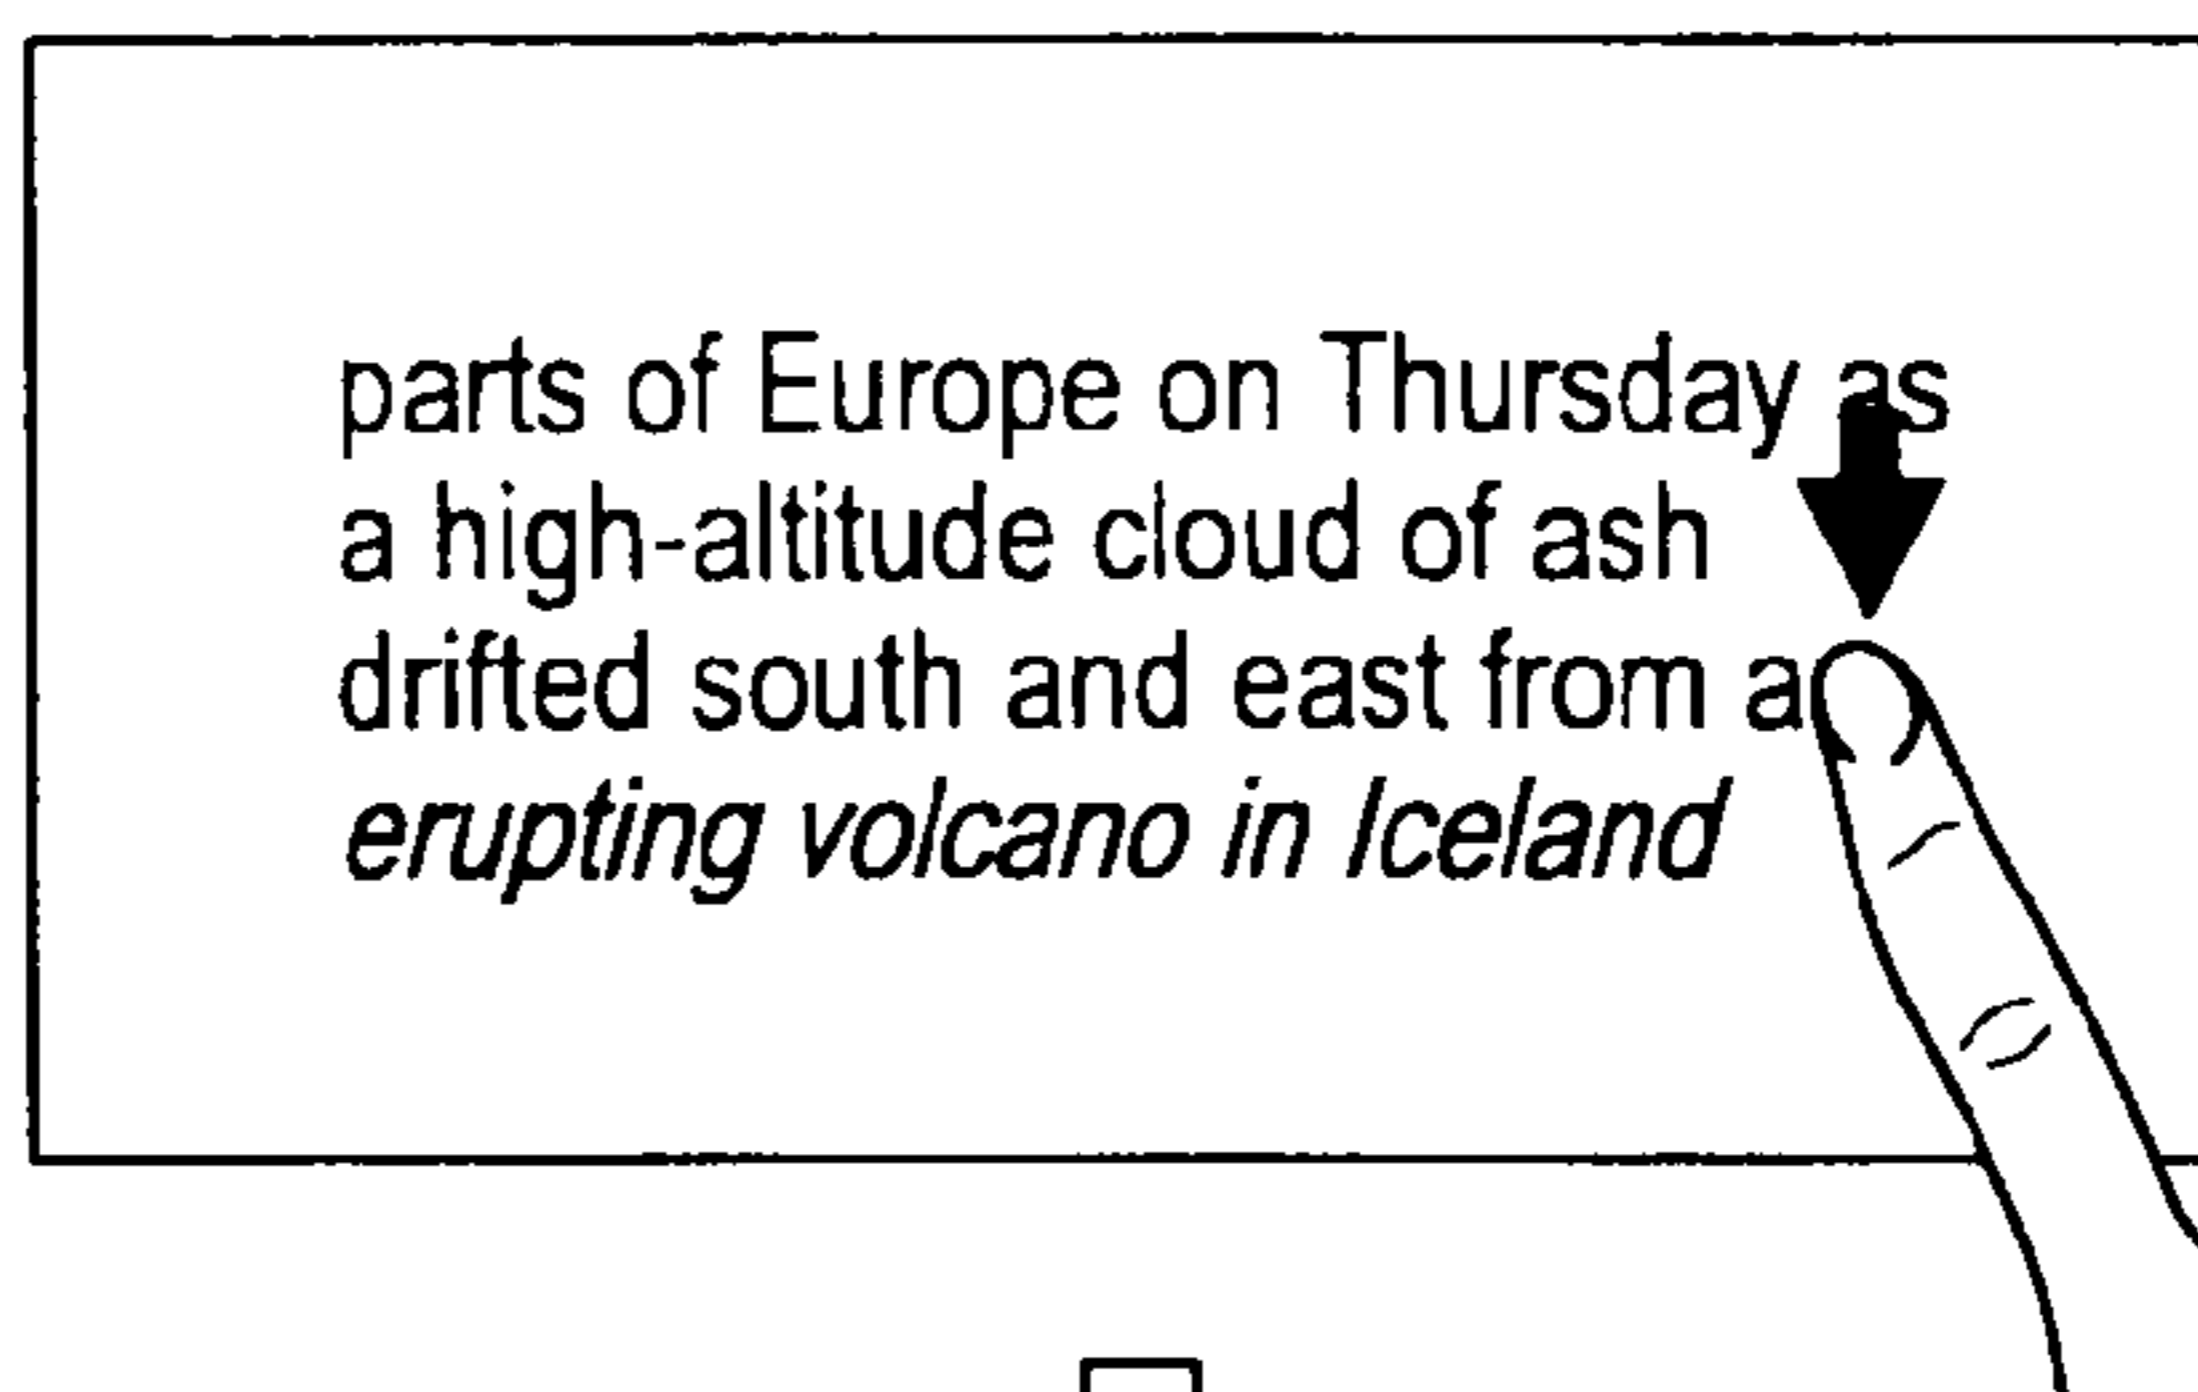 parts of Europe on Thursday as
a high-altitude cloud of ash
drifted south and east from a
erupting volcano in Iceland